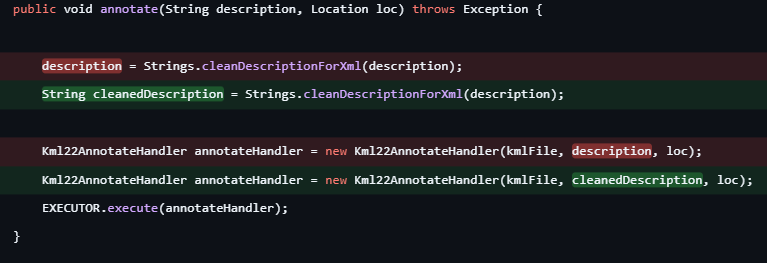 public void annotate(String description, Location loc) throws Exception {
description = Strings.cleanDescriptionForXml(description);
String cleanedDescription = Strings.cleanDescriptionForXml(description);
Kml22AnnotateHandler annotateHandler = new Kml22AnnotateHandler(kmlFile, description, loc);
Kml22AnnotateHandler annotateHandler = new Kml22AnnotateHandler(kmlFile, cleanedDescription, loc);
EXECUTOR.execute(annotateHandler);
}